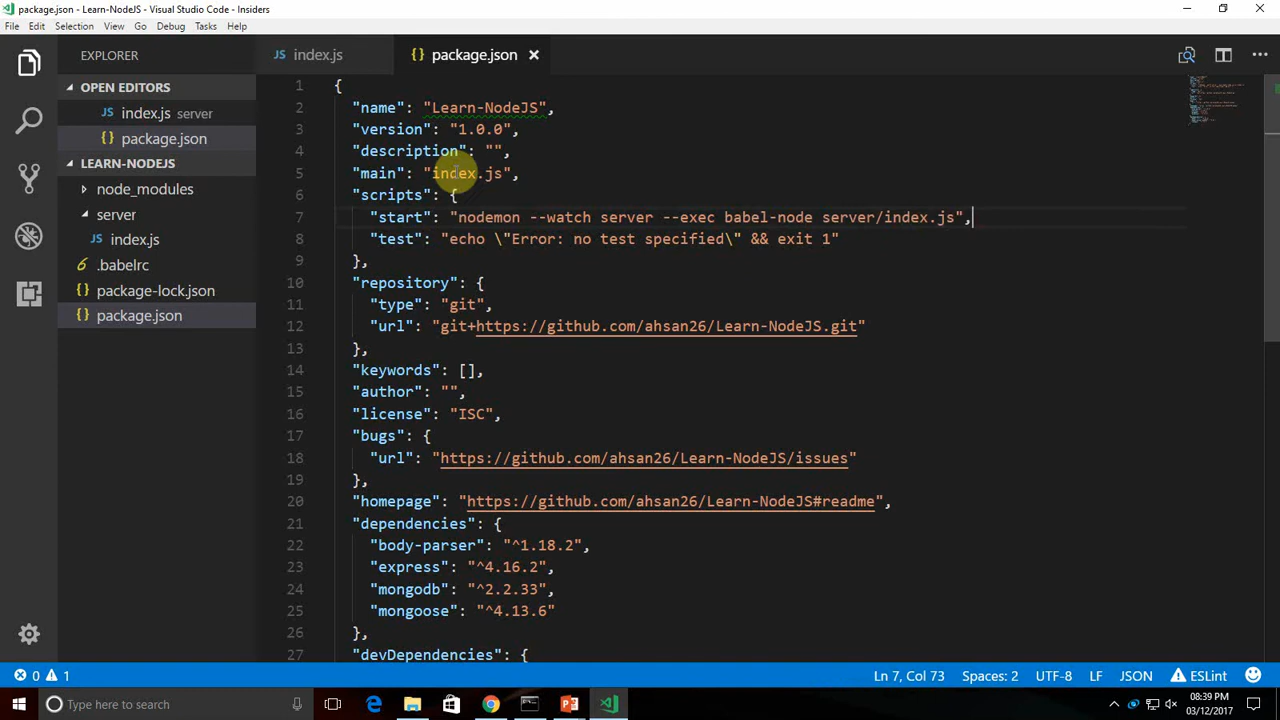 package.json - Learn-NodeJS - Visual Studio Code - Insiders
File Edit Selection View Go Debug Tasks Help
EXPLORER
OPEN EDITORS
JS index.js server
{} package.json
LEARN-NODEJS
node_modules
server
JS index.js
.babelrc
{} package-lock.json
{} package.json
JS index.js {} package.json
1 {
2 "name": "Learn-NodeJS",
3 "version": "1.0.0",
4 "description": "",
5 "main": "index.js",
6 "scripts": {
7 "start": "nodemon --watch server --exec babel-node server/index.js",
8 "test": "echo \"Error: no test specified\" && exit 1"
9 },
10 "repository": {
11 "type": "git",
12 "url": "git+https://github.com/ahsan26/Learn-NodeJS.git"
13 },
14 "keywords": [],
15 "author": "",
16 "license": "ISC",
17 "bugs": {
18 "url": "https://github.com/ahsan26/Learn-NodeJS/issues"
19 },
20 "homepage": "https://github.com/ahsan26/Learn-NodeJS#readme",
21 "dependencies": {
22 "body-parser": "^1.18.2",
23 "express": "^4.16.2",
24 "mongodb": "^2.2.33",
25 "mongoose": "^4.13.6"
26 },
27 "devDependencies": {
0 1 Ln 7, Col 73 Spaces: 2 UTF-8 LF JSON ESLint
Type here to search
08:39 PM
03/12/2017